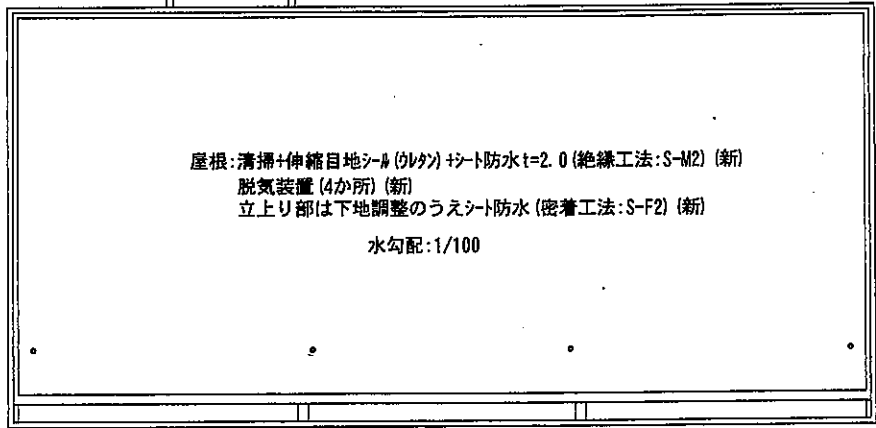 屋根:清掃+伸縮目地シール(ウレタン)+シート防水t=2.0(絶縁工法:S-M2)(新)
脱気装置(4か所)(新)
立上り部は下地調整のうえシート防水(密着工法:S-F2)(新)
水勾配:1/100